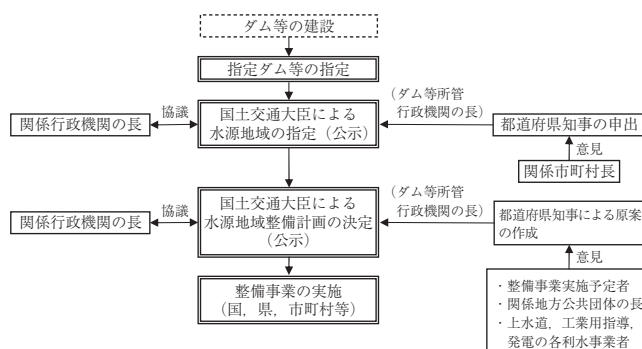 ダム等の建設
指定ダム等の指定
関係行政機関の長
協議
国土交通大臣による
水源地域の指定（公示）
（ダム等所管
行政機関の長）
都道府県知事の申出
意見
関係市町村長
関係行政機関の長
協議
国土交通大臣による
水源地域整備計画の決定
（公示）
（ダム等所管
行政機関の長）
都道府県知事による原案
の作成
意見
整備事業の実施
（国，県，市町村等）
・整備事業実施予定者
・関係地方公共団体の長
・上水道，工業用指導，
発電の各利水事業者